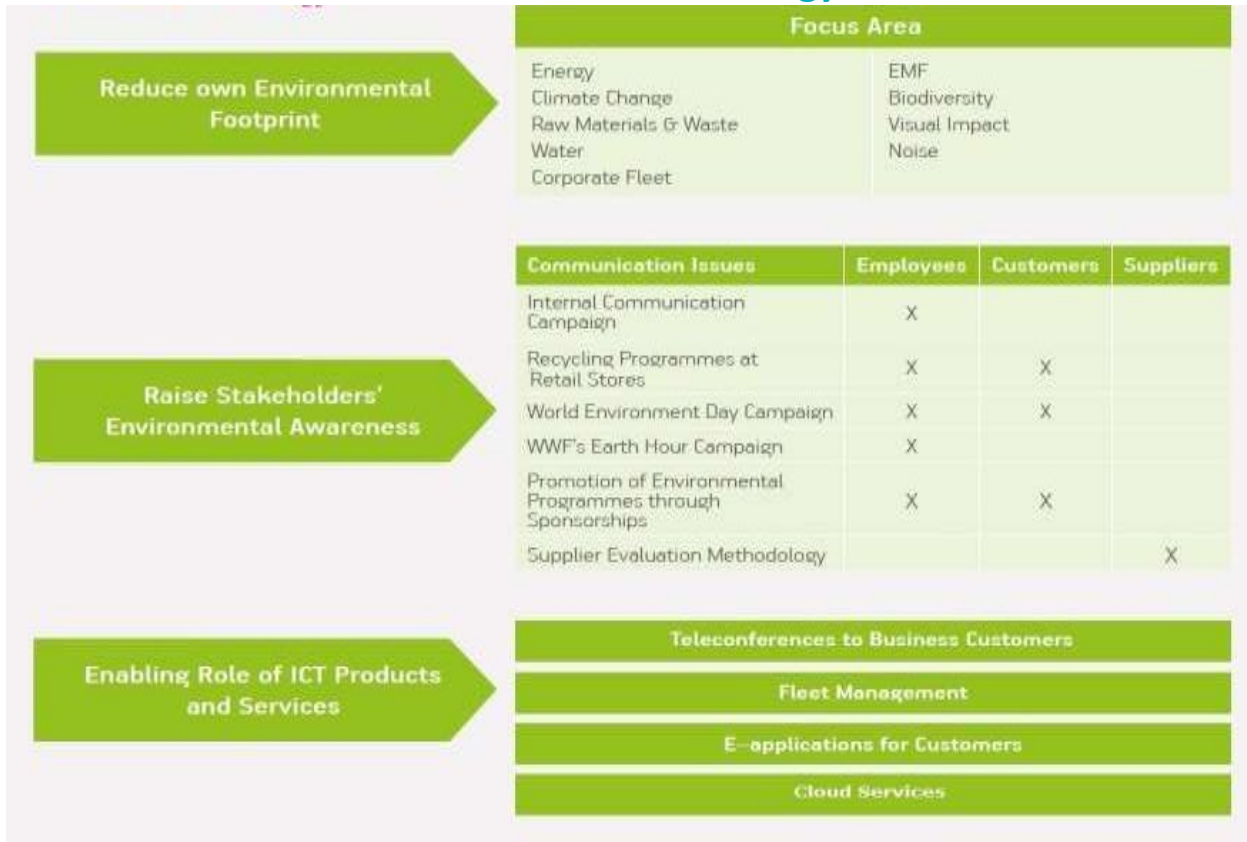 Focus Area
Reduce own Environmental
Footprint
Energy
Climate Change
Raw Materials & Waste
Water
Corporate Fleet
EMF
Biodiversity
Visual Impact
Noise
Raise Stakeholders'
Environmental Awareness
Communication Issues Employees Customers Suppliers
Internal Communication
Campaign X
Recycling Programmes at
Retail Stores X X
World Environment Day Campaign X X
WWF's Earth Hour Campaign X
Promotion of Environmental
Programmes through
Sponsorships X X
Supplier Evaluation Methodology X
Enabling Role of ICT Products
and Services
Teleconferences to Business Customers
Fleet Management
E-applications for Customers
Cloud Services